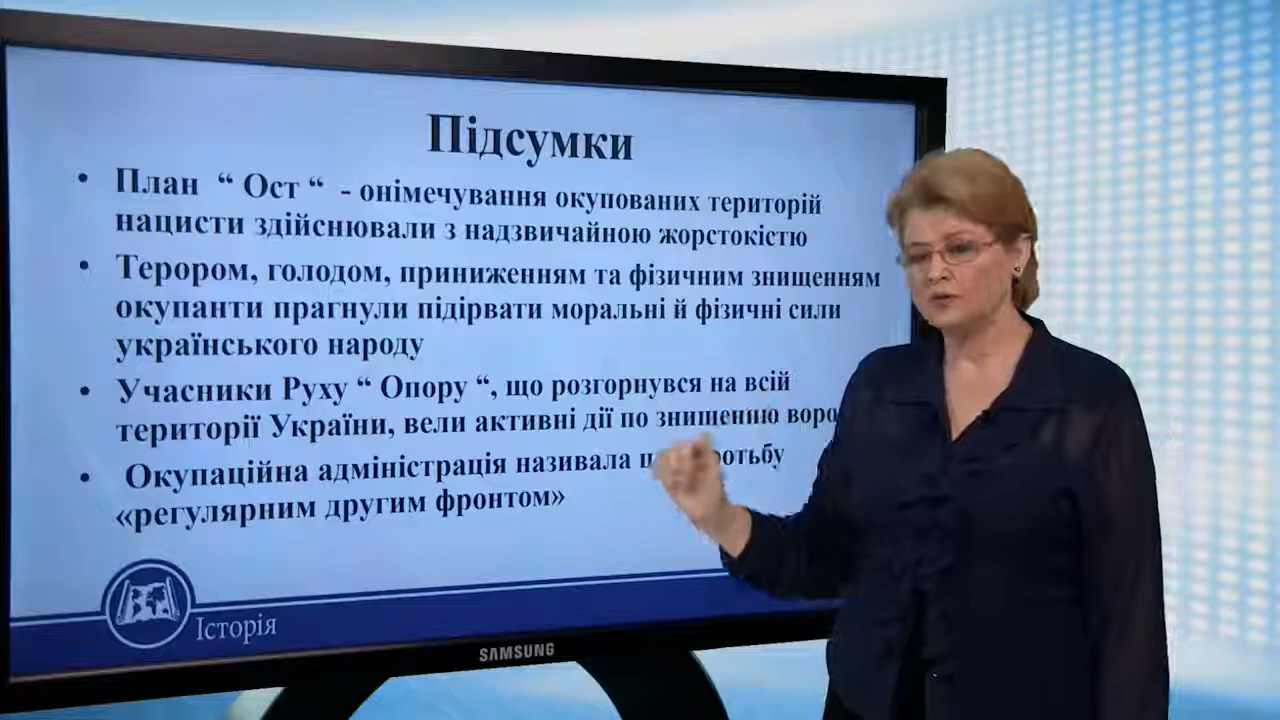 Підсумки
• План “ Ост “ - онімечування окупованих територій
нацисти здійснювали з надзвичайною жорстокістю
• Терором, голодом, приниженням та фізичним знищенням
окупанти прагнули підірвати моральні й фізичні сили
українського народу
• Учасники Руху “ Опору “, що розгорнувся на всій
території України, вели активні дії по знищенню
• Окупаційна адміністрація називала
«регулярним другим фронтом»
Історія
SAMSUNG